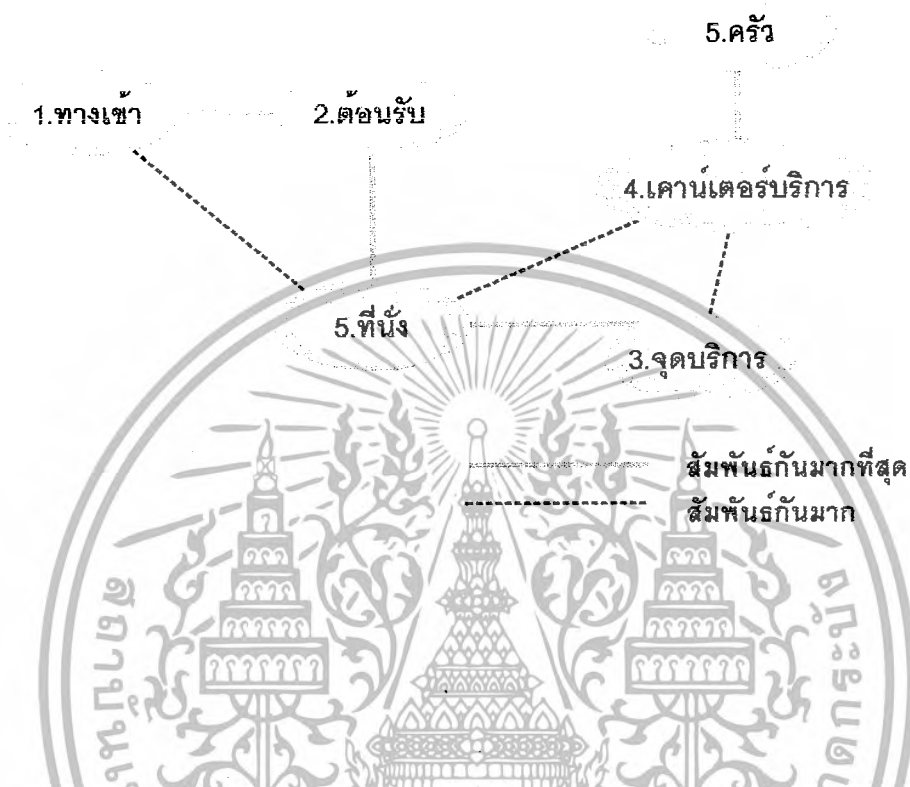 5.ครัว
1.ทางเข้า
2.ต้อนรับ
4.เคาน์เตอร์บริการ
5.ที่นั่ง
3.จุดบริการ
สัมพันธ์กันมากที่สุด
สัมพันธ์กันมาก